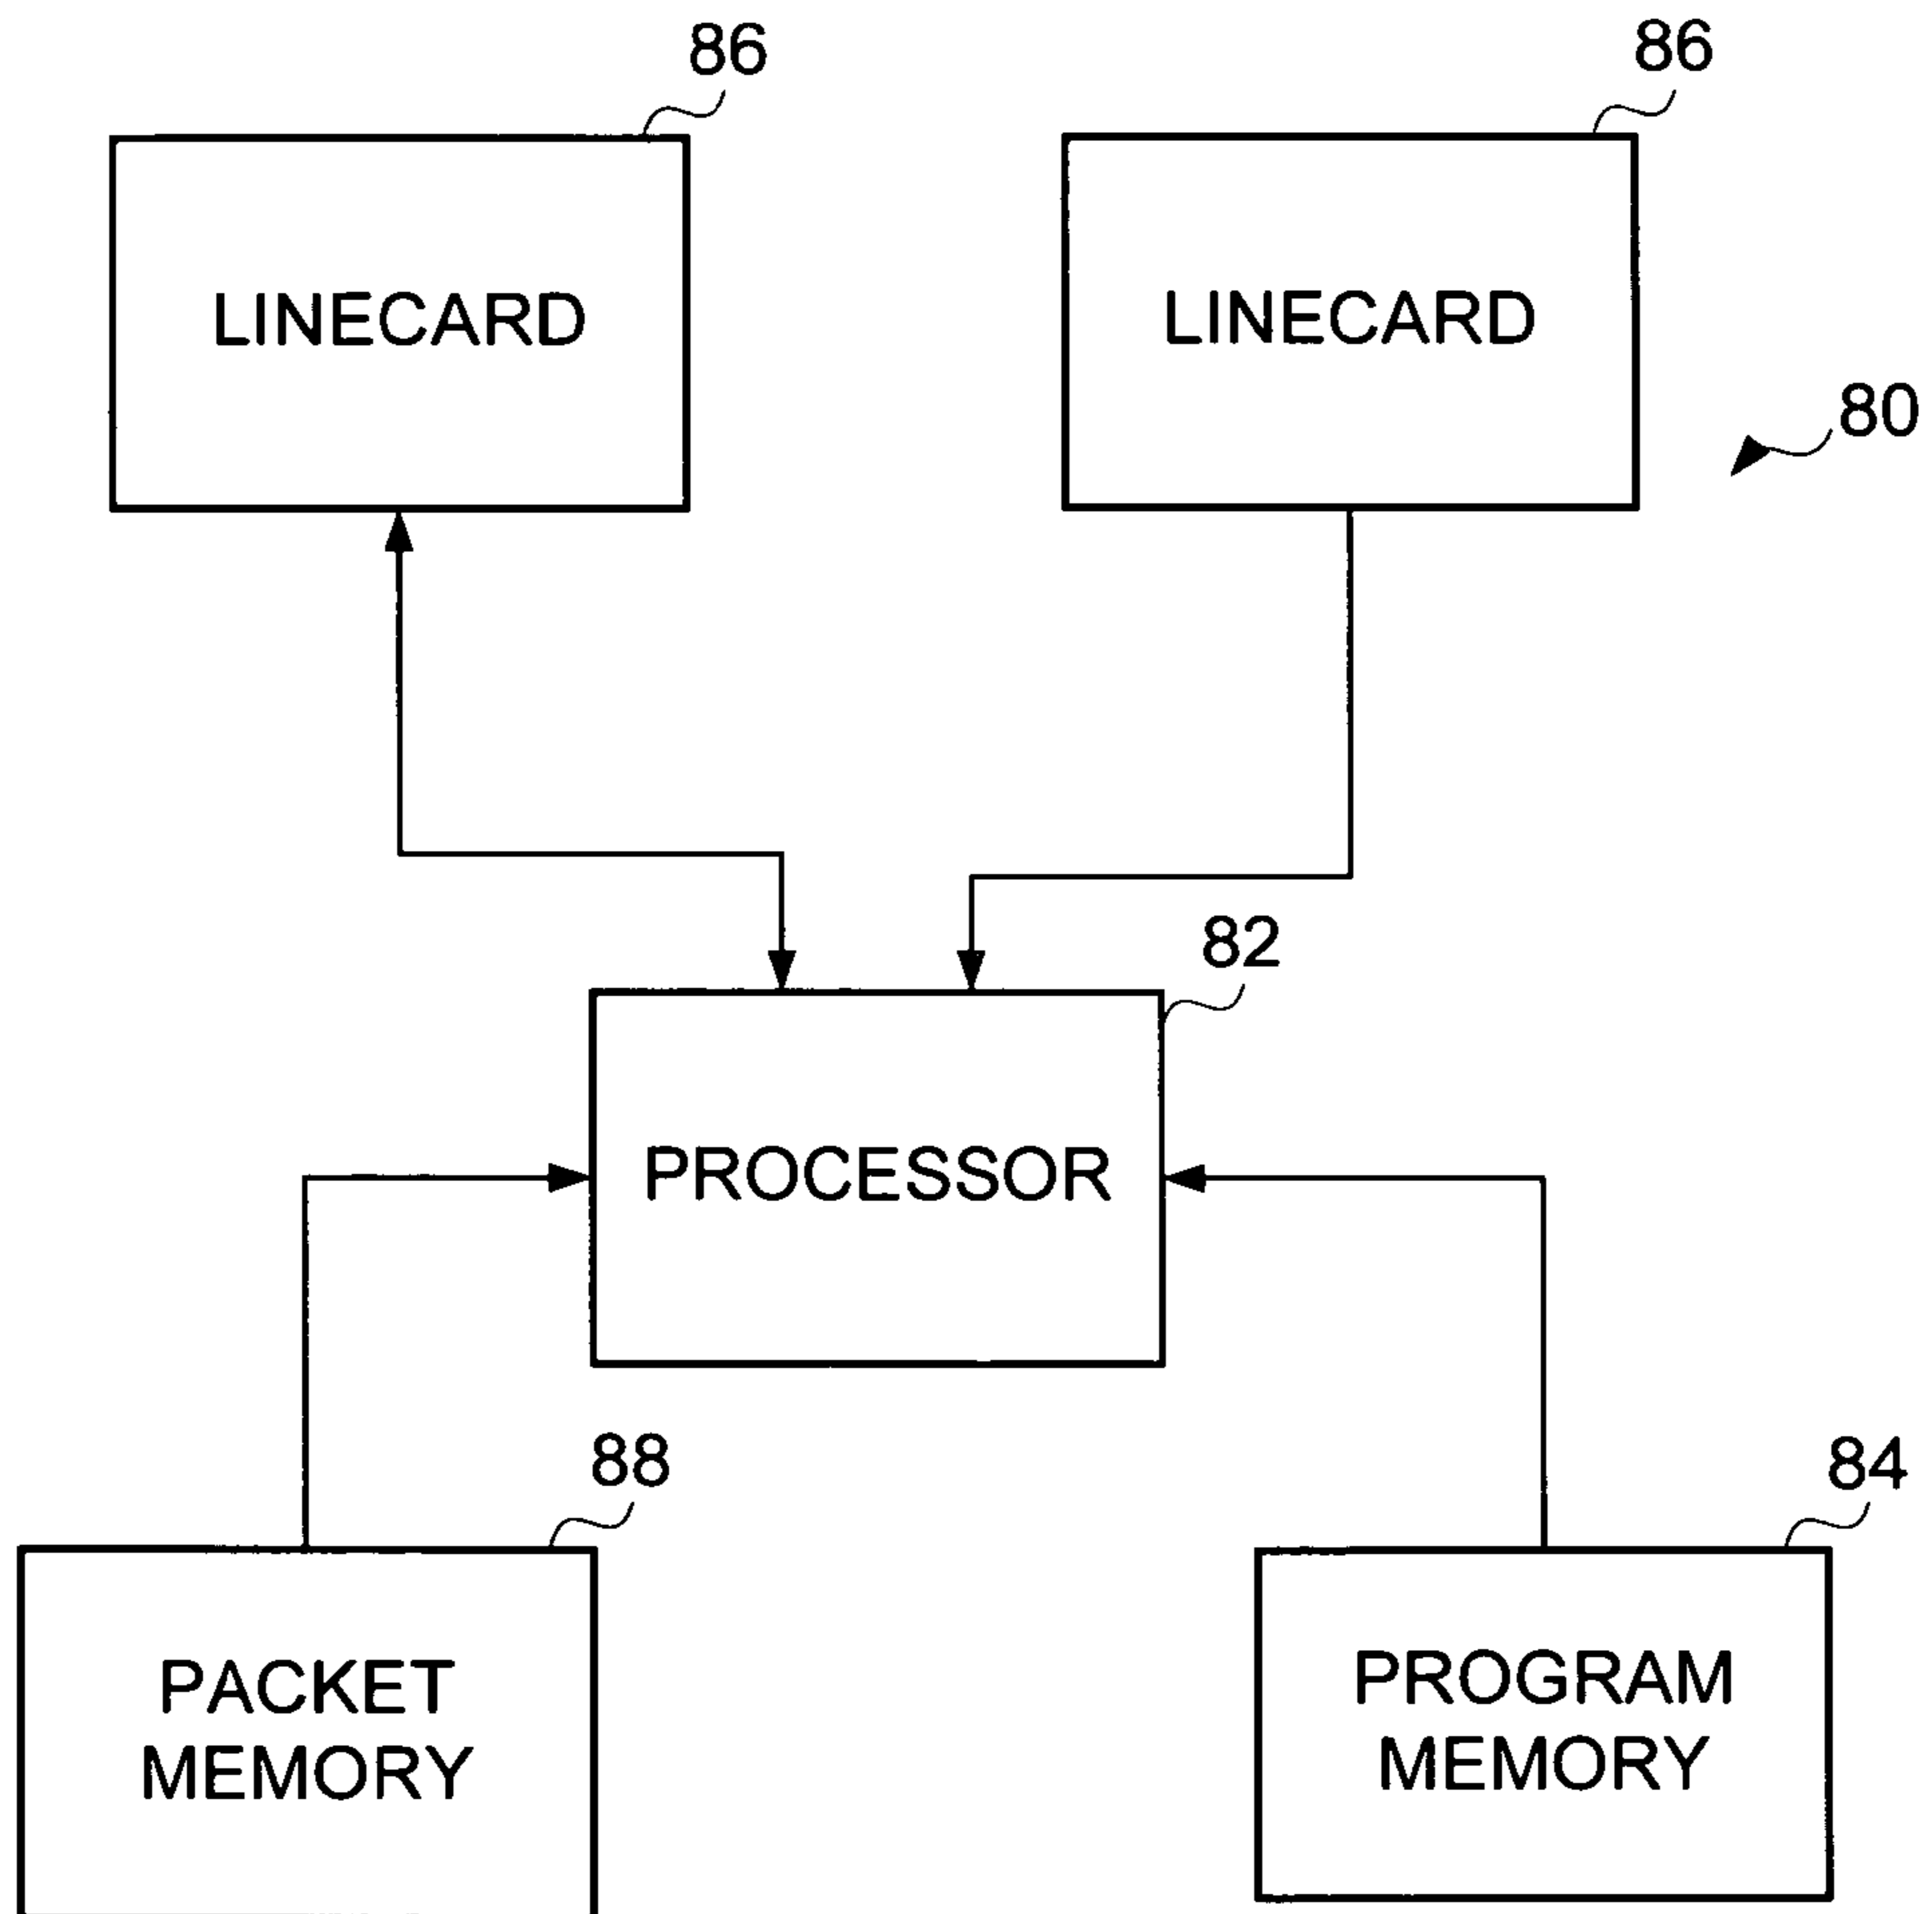 86
86
LINECARD
LINECARD
80
82
PROCESSOR
88
84
PACKET
MEMORY
PROGRAM
MEMORY